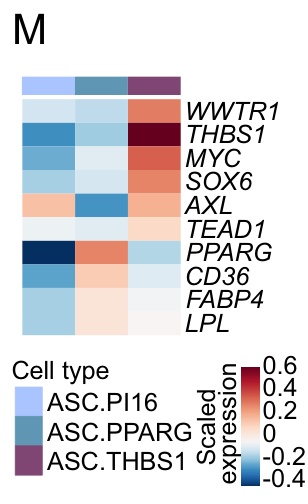 M
WWTR1
THBS1
MYC
SOX6
AXL
TEAD1
PPARG
CD36
FABP4
LPL
Cell type
ASC.PI16
ASC.PPARG
ASC.THBS1
Scaled
expression
0.6
0.4
0.2
0
-0.2
-0.4